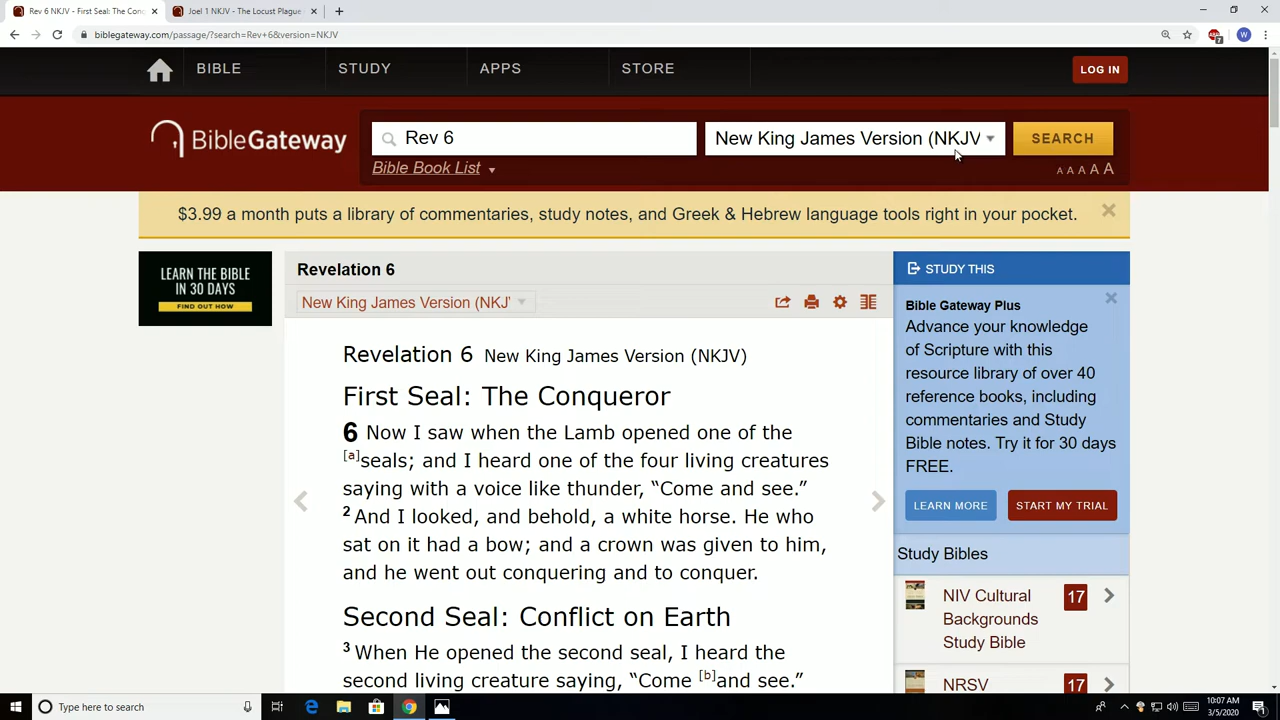 Rev 6 NKJV - First Seal: The Con
Joel 1 NKJV - The Locust Plague
biblegateway.com/passage/?search=Rev+6&version=NKJV
7
W
BIBLE
STUDY
APPS
STORE
LOG IN
BibleGateway
Rev 6
New King James Version (NKJV
SEARCH
Bible Book List
A A A A A
$3.99 a month puts a library of commentaries, study notes, and Greek & Hebrew language tools right in your pocket.
LEARN THE BIBLE
IN 30 DAYS
FIND OUT HOW
Revelation 6
New King James Version (NKJ'
Revelation 6 New King James Version (NKJV)
First Seal: The Conqueror
6 Now I saw when the Lamb opened one of the
[a]seals; and I heard one of the four living creatures
saying with a voice like thunder, “Come and see.”
2 And I looked, and behold, a white horse. He who
sat on it had a bow; and a crown was given to him,
and he went out conquering and to conquer.
Second Seal: Conflict on Earth
3 When He opened the second seal, I heard the
second living creature saying, “Come [b]and see.”
STUDY THIS
Bible Gateway Plus
Advance your knowledge
of Scripture with this
resource library of over 40
reference books, including
commentaries and Study
Bible notes. Try it for 30 days
FREE.
LEARN MORE
START MY TRIAL
Study Bibles
NIV Cultural
Backgrounds
Study Bible
17
NRSV
17
Type here to search
10:07 AM
3/5/2020
1